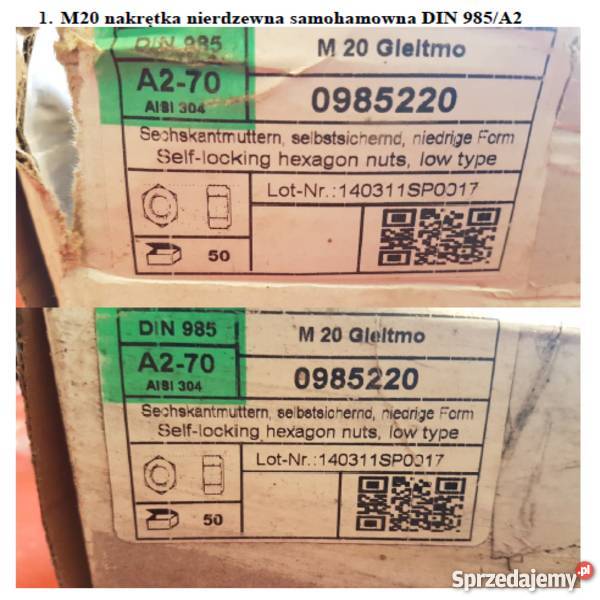 1. M20 nakrętka nierdzewna samohamowna DIN 985/A2
DIN 985
M 20 Gleitmo
A2-70
AISI 304
0985220
Sechskantmuttern, selbstsichernd, niedrige Form
Self-locking hexagon nuts, low type
Lot-Nr.:140311SP0017
50
DIN 985
M 20 Gleitmo
A2-70
AISI 304
0985220
Sechskantmuttern, selbstsichernd, niedrige Form
Self-locking hexagon nuts, low type
Lot-Nr.:140311SP0017
50
Sprzedajemy.pl